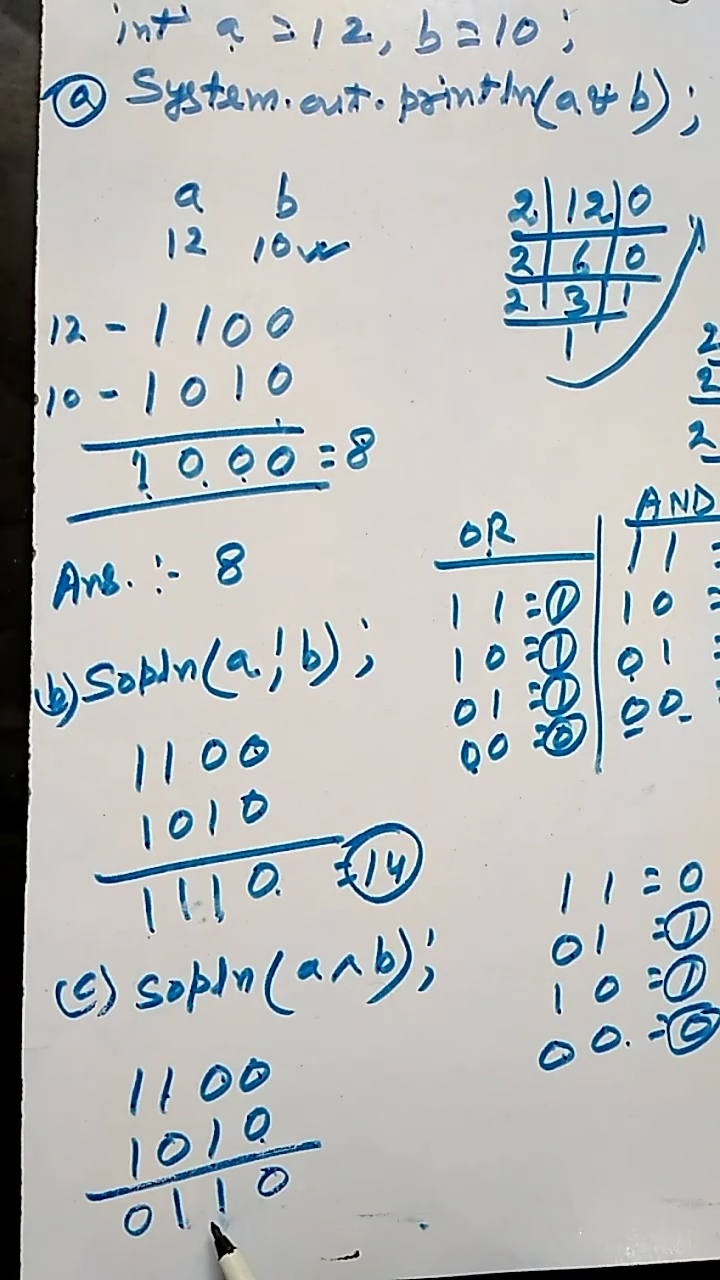 int a = 12, b = 10;
(a) System.out.println(a & b);
a b
12 10
2 12 0
2 6 0
2 3 1
1
12 - 1100
10 - 1010
1000 = 8
2
2
2
Ans. :- 8
OR
1 1 = 1
1 0 = 1
0 1 = 1
0 0 = 0
AND
1 1 =
1 0 =
0 1 =
0 0
(b) Sopln(a | b);
1100
1010
1110 = 14
1 1 = 0
0 1 = 1
1 0 = 1
0 0. = 0
(c) sopln(a ^ b);
1100
1010
0110